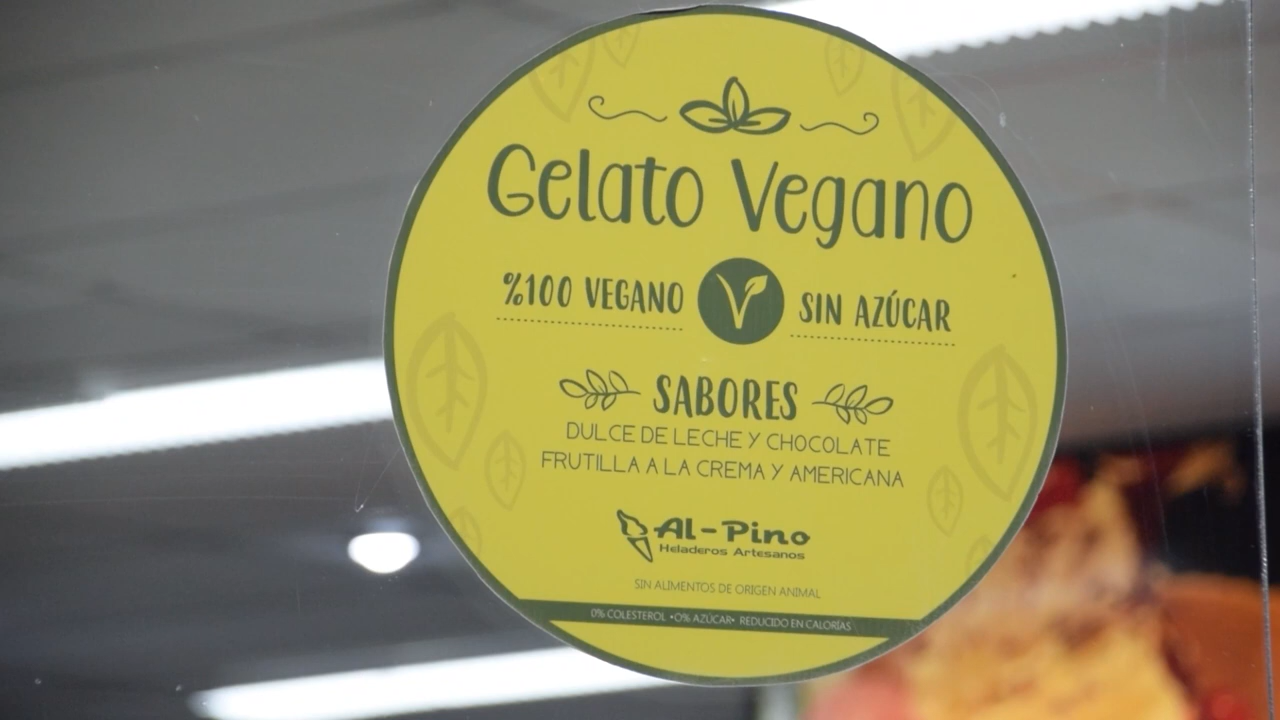 Gelato Vegano
%100 VEGANO V SIN AZÚCAR
SABORES
DULCE DE LECHE Y CHOCOLATE
FRUTILLA A LA CREMA Y AMERICANA
Al-Pino
Heladeros Artesanos
SIN ALIMENTOS DE ORIGEN ANIMAL
0% COLESTEROL •0% AZÚCAR• REDUCIDO EN CALORÍAS